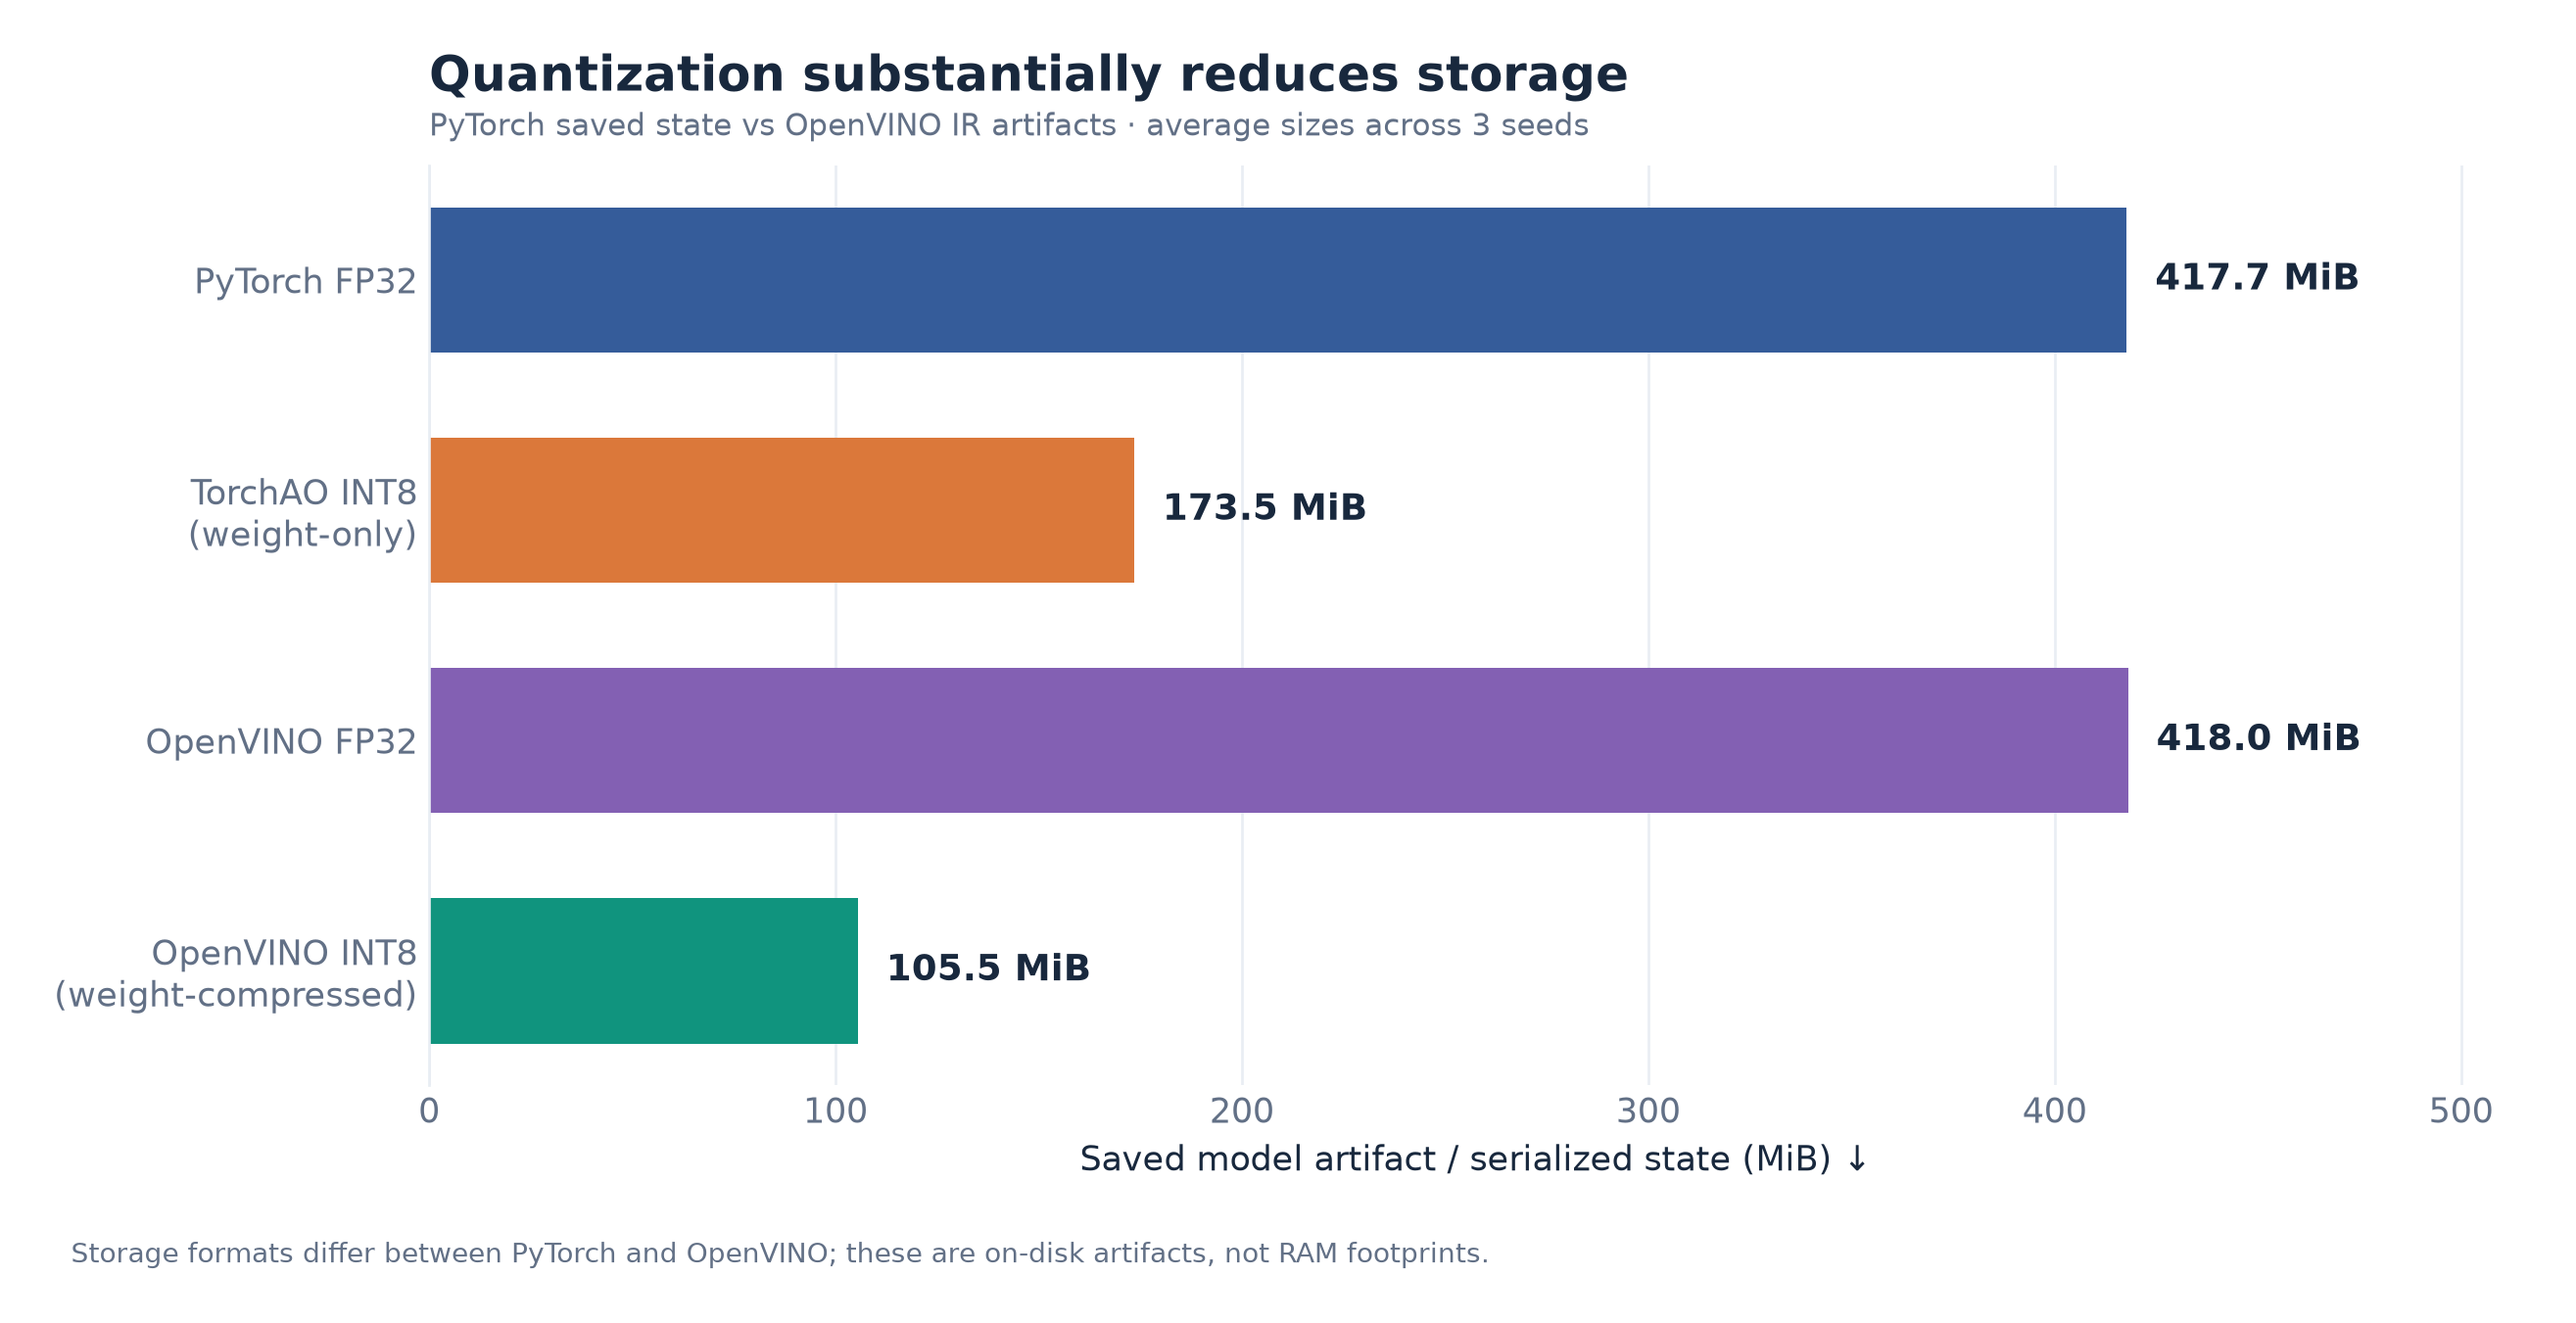 Quantization substantially reduces storage
PyTorch saved state vs OpenVINO IR artifacts · average sizes across 3 seeds
PyTorch FP32
417.7 MiB
TorchAO INT8
(weight-only)
173.5 MiB
OpenVINO FP32
418.0 MiB
OpenVINO INT8
(weight-compressed)
105.5 MiB
0 100 200 300 400 500
Saved model artifact / serialized state (MiB) ↓
Storage formats differ between PyTorch and OpenVINO; these are on-disk artifacts, not RAM footprints.